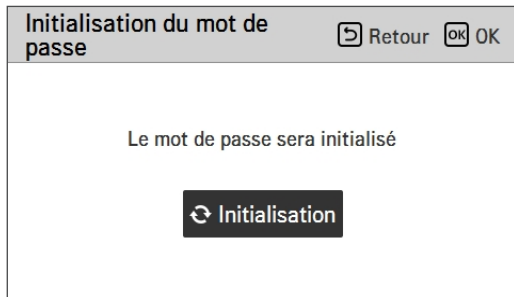 Initialisation du mot de
passe
Retour OK OK
Le mot de passe sera initialisé
Initialisation